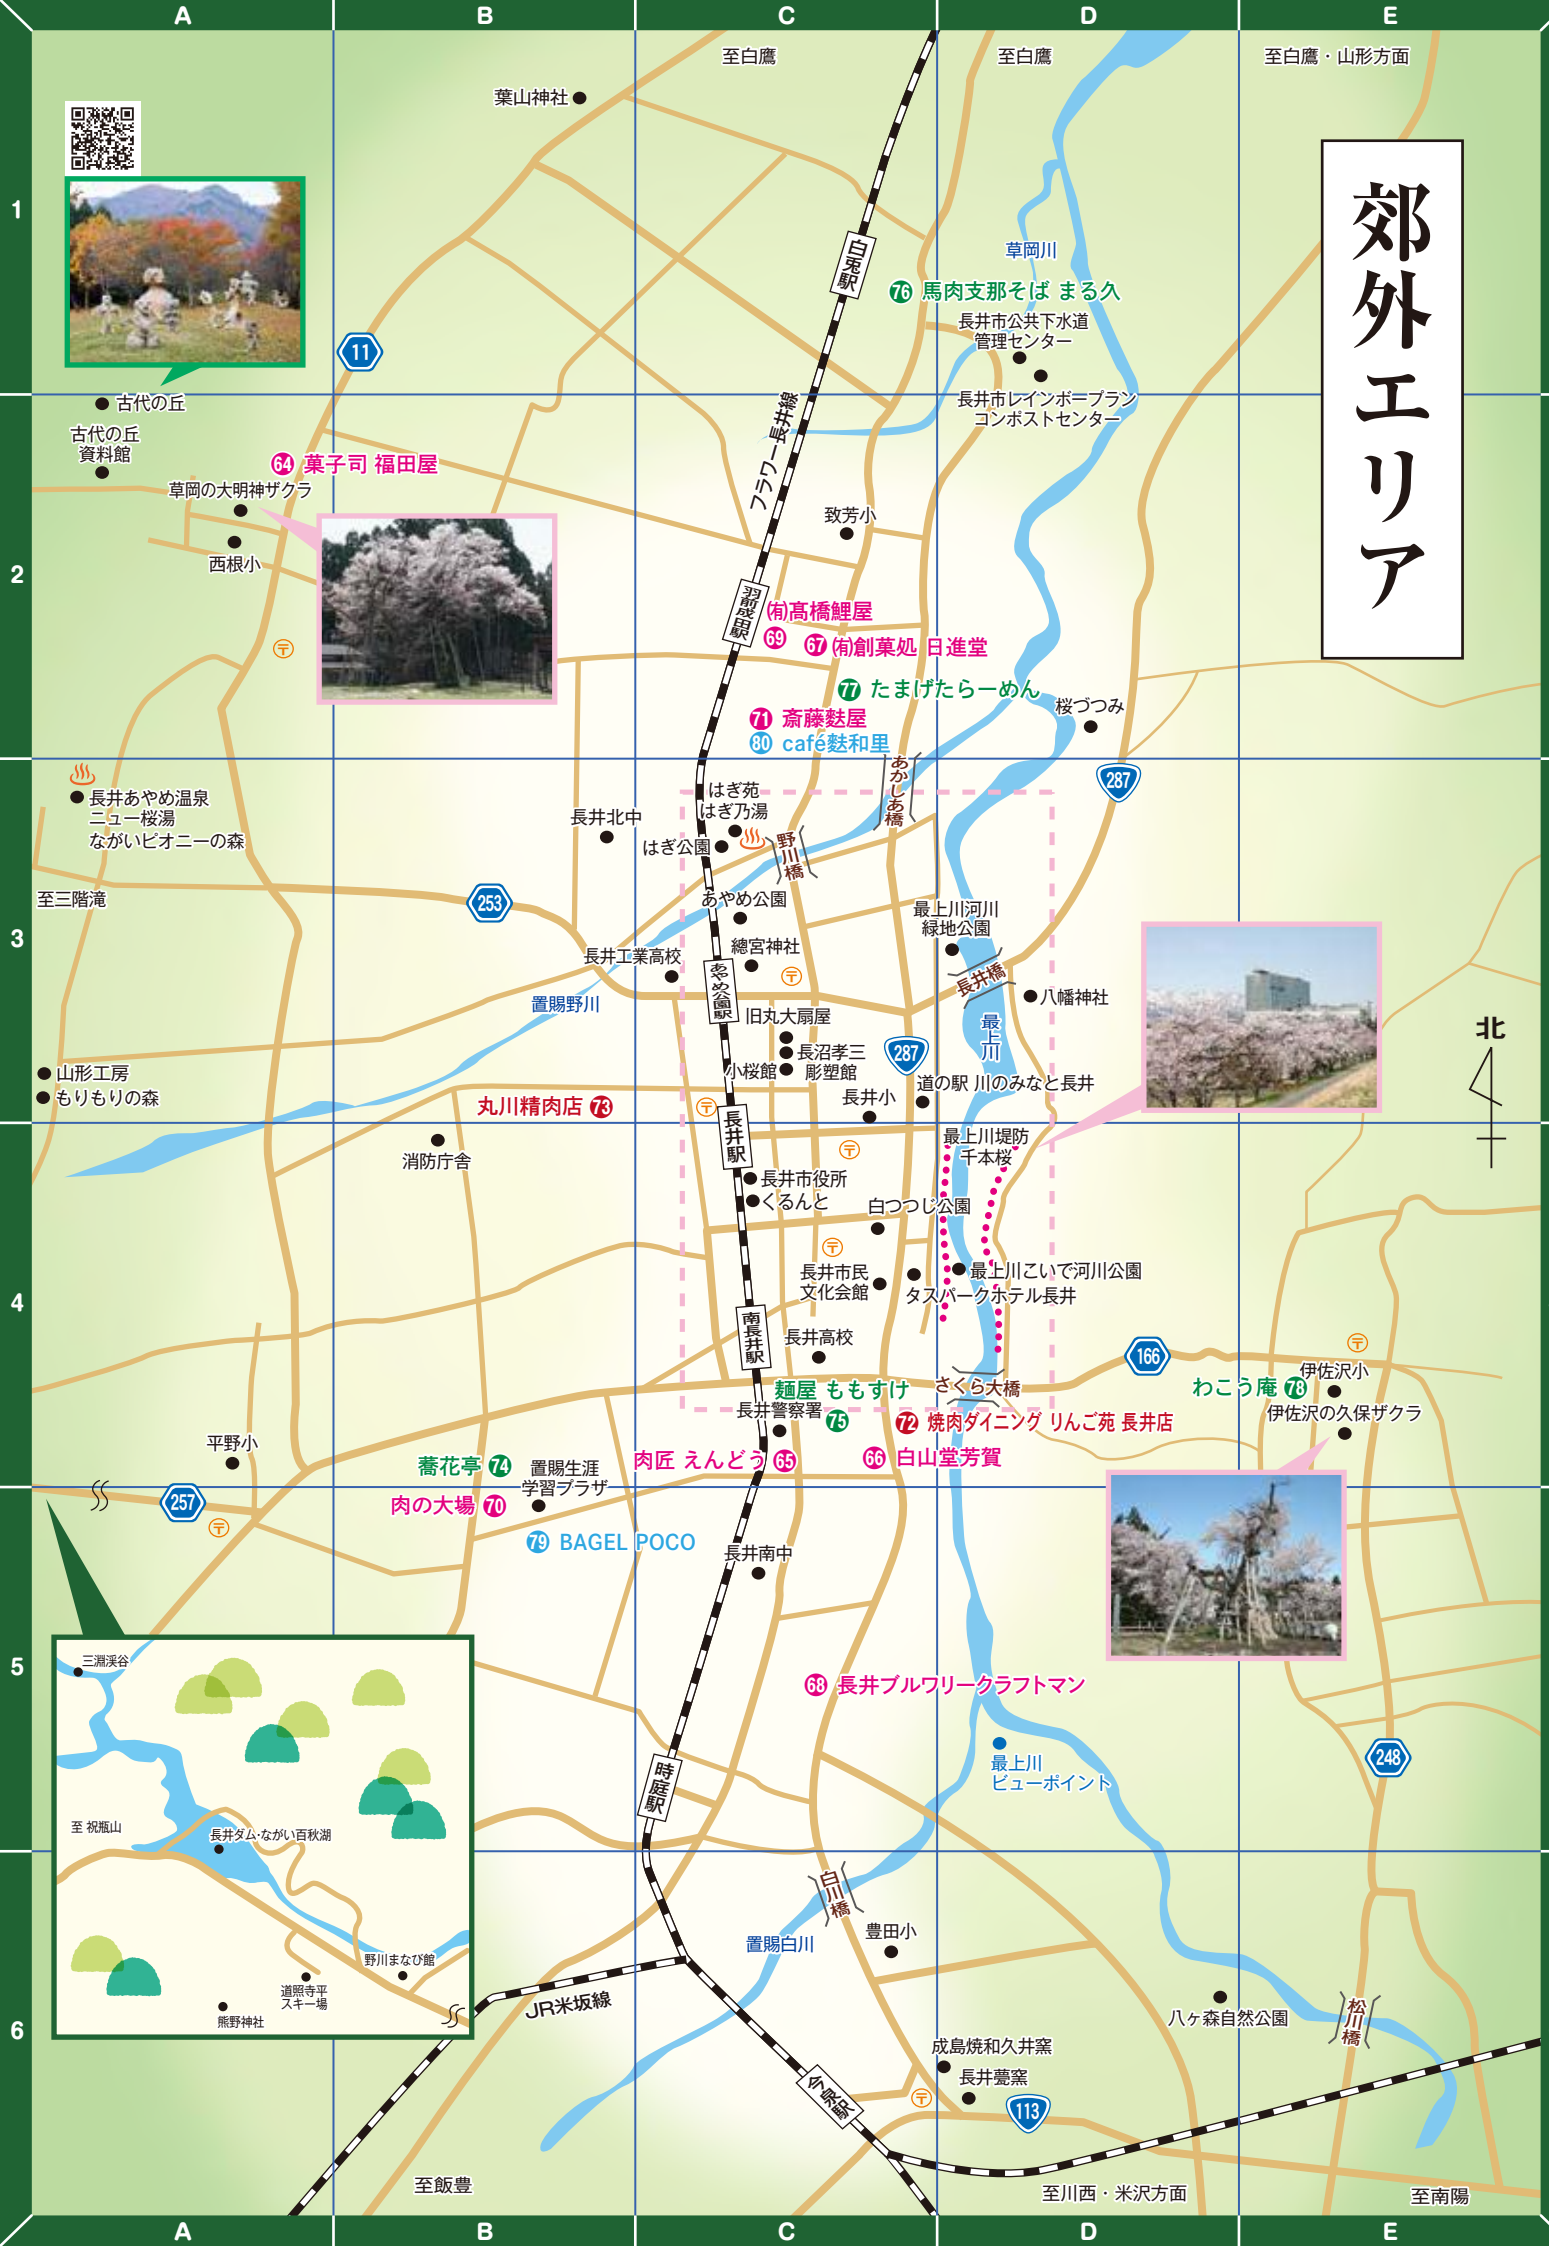 A
B
C
D
E
1
2
3
4
5
6
郊外エリア
至白鷹
至白鷹
至白鷹・山形方面
葉山神社
白兎駅
草岡川
76 馬肉支那そば まる久
長井市公共下水道
管理センター
11
長井市レインボープラン
コンポストセンター
フラワー長井線
古代の丘
古代の丘
資料館
64 菓子司 福田屋
草岡の大明神ザクラ
西根小
致芳小
羽前成田駅
㈲髙橋鯉屋
69
67 ㈲創菓処 日進堂
〒
77 たまげたらーめん
71 斎藤麩屋
80 café麩和里
桜づつみ
あかしあ橋
287
長井あやめ温泉
ニュー桜湯
ながいピオニーの森
長井北中
はぎ苑
はぎ乃湯
はぎ公園
野川橋
至三階滝
253
あやめ公園
最上川河川
緑地公園
長井工業高校
總宮神社
〒
あやめ公園駅
長井橋
八幡神社
置賜野川
旧丸大扇屋
最上川
北
長沼孝三
彫塑館
小桜館
287
山形工房
もりもりの森
道の駅 川のみなと長井
丸川精肉店 73
〒
長井小
長井駅
消防庁舎
〒
最上川堤防
千本桜
長井市役所
くるんと
白つつじ公園
〒
長井市民
文化会館
最上川こいで河川公園
タスパークホテル長井
南長井駅
長井高校
166
〒
伊佐沢小
わこう庵 78
伊佐沢の久保ザクラ
さくら大橋
麺屋 ももすけ
75
長井警察署
72 焼肉ダイニング りんご苑 長井店
平野小
蕎花亭 74
置賜生涯
学習プラザ
肉匠 えんどう 65
66 白山堂芳賀
257
〒
肉の大場 70
79 BAGEL POCO
長井南中
三淵渓谷
68 長井ブルワリークラフトマン
最上川
ビューポイント
248
時庭駅
至 祝瓶山
長井ダム・ながい百秋湖
白川橋
置賜白川
豊田小
野川まなび館
道照寺平
スキー場
熊野神社
JR米坂線
八ヶ森自然公園
松川橋
成島焼和久井窯
長井甍窯
今泉駅
〒
113
至飯豊
至川西・米沢方面
至南陽
A
B
C
D
E